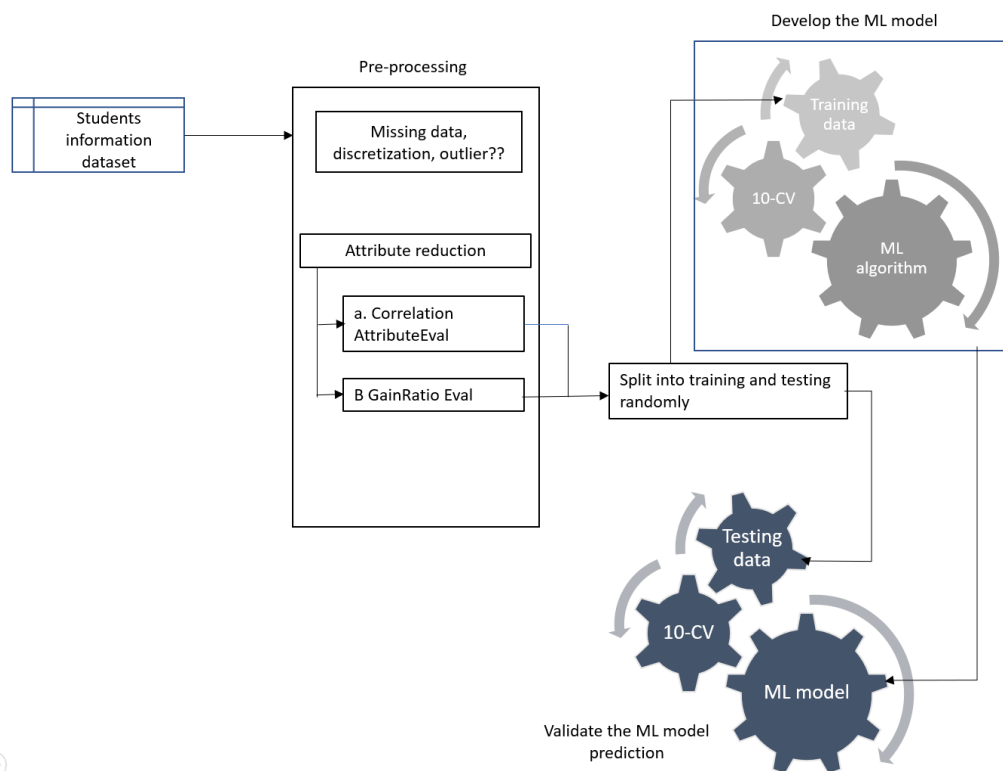 Develop the ML model
Pre-processing
Students
information
dataset
Missing data,
discretization, outlier??
Attribute reduction
a. Correlation
AttributeEval
B GainRatio Eval
Split into training and testing
randomly
Training
data
10-CV
ML
algorithm
Testing
data
10-CV
ML model
Validate the ML model
prediction